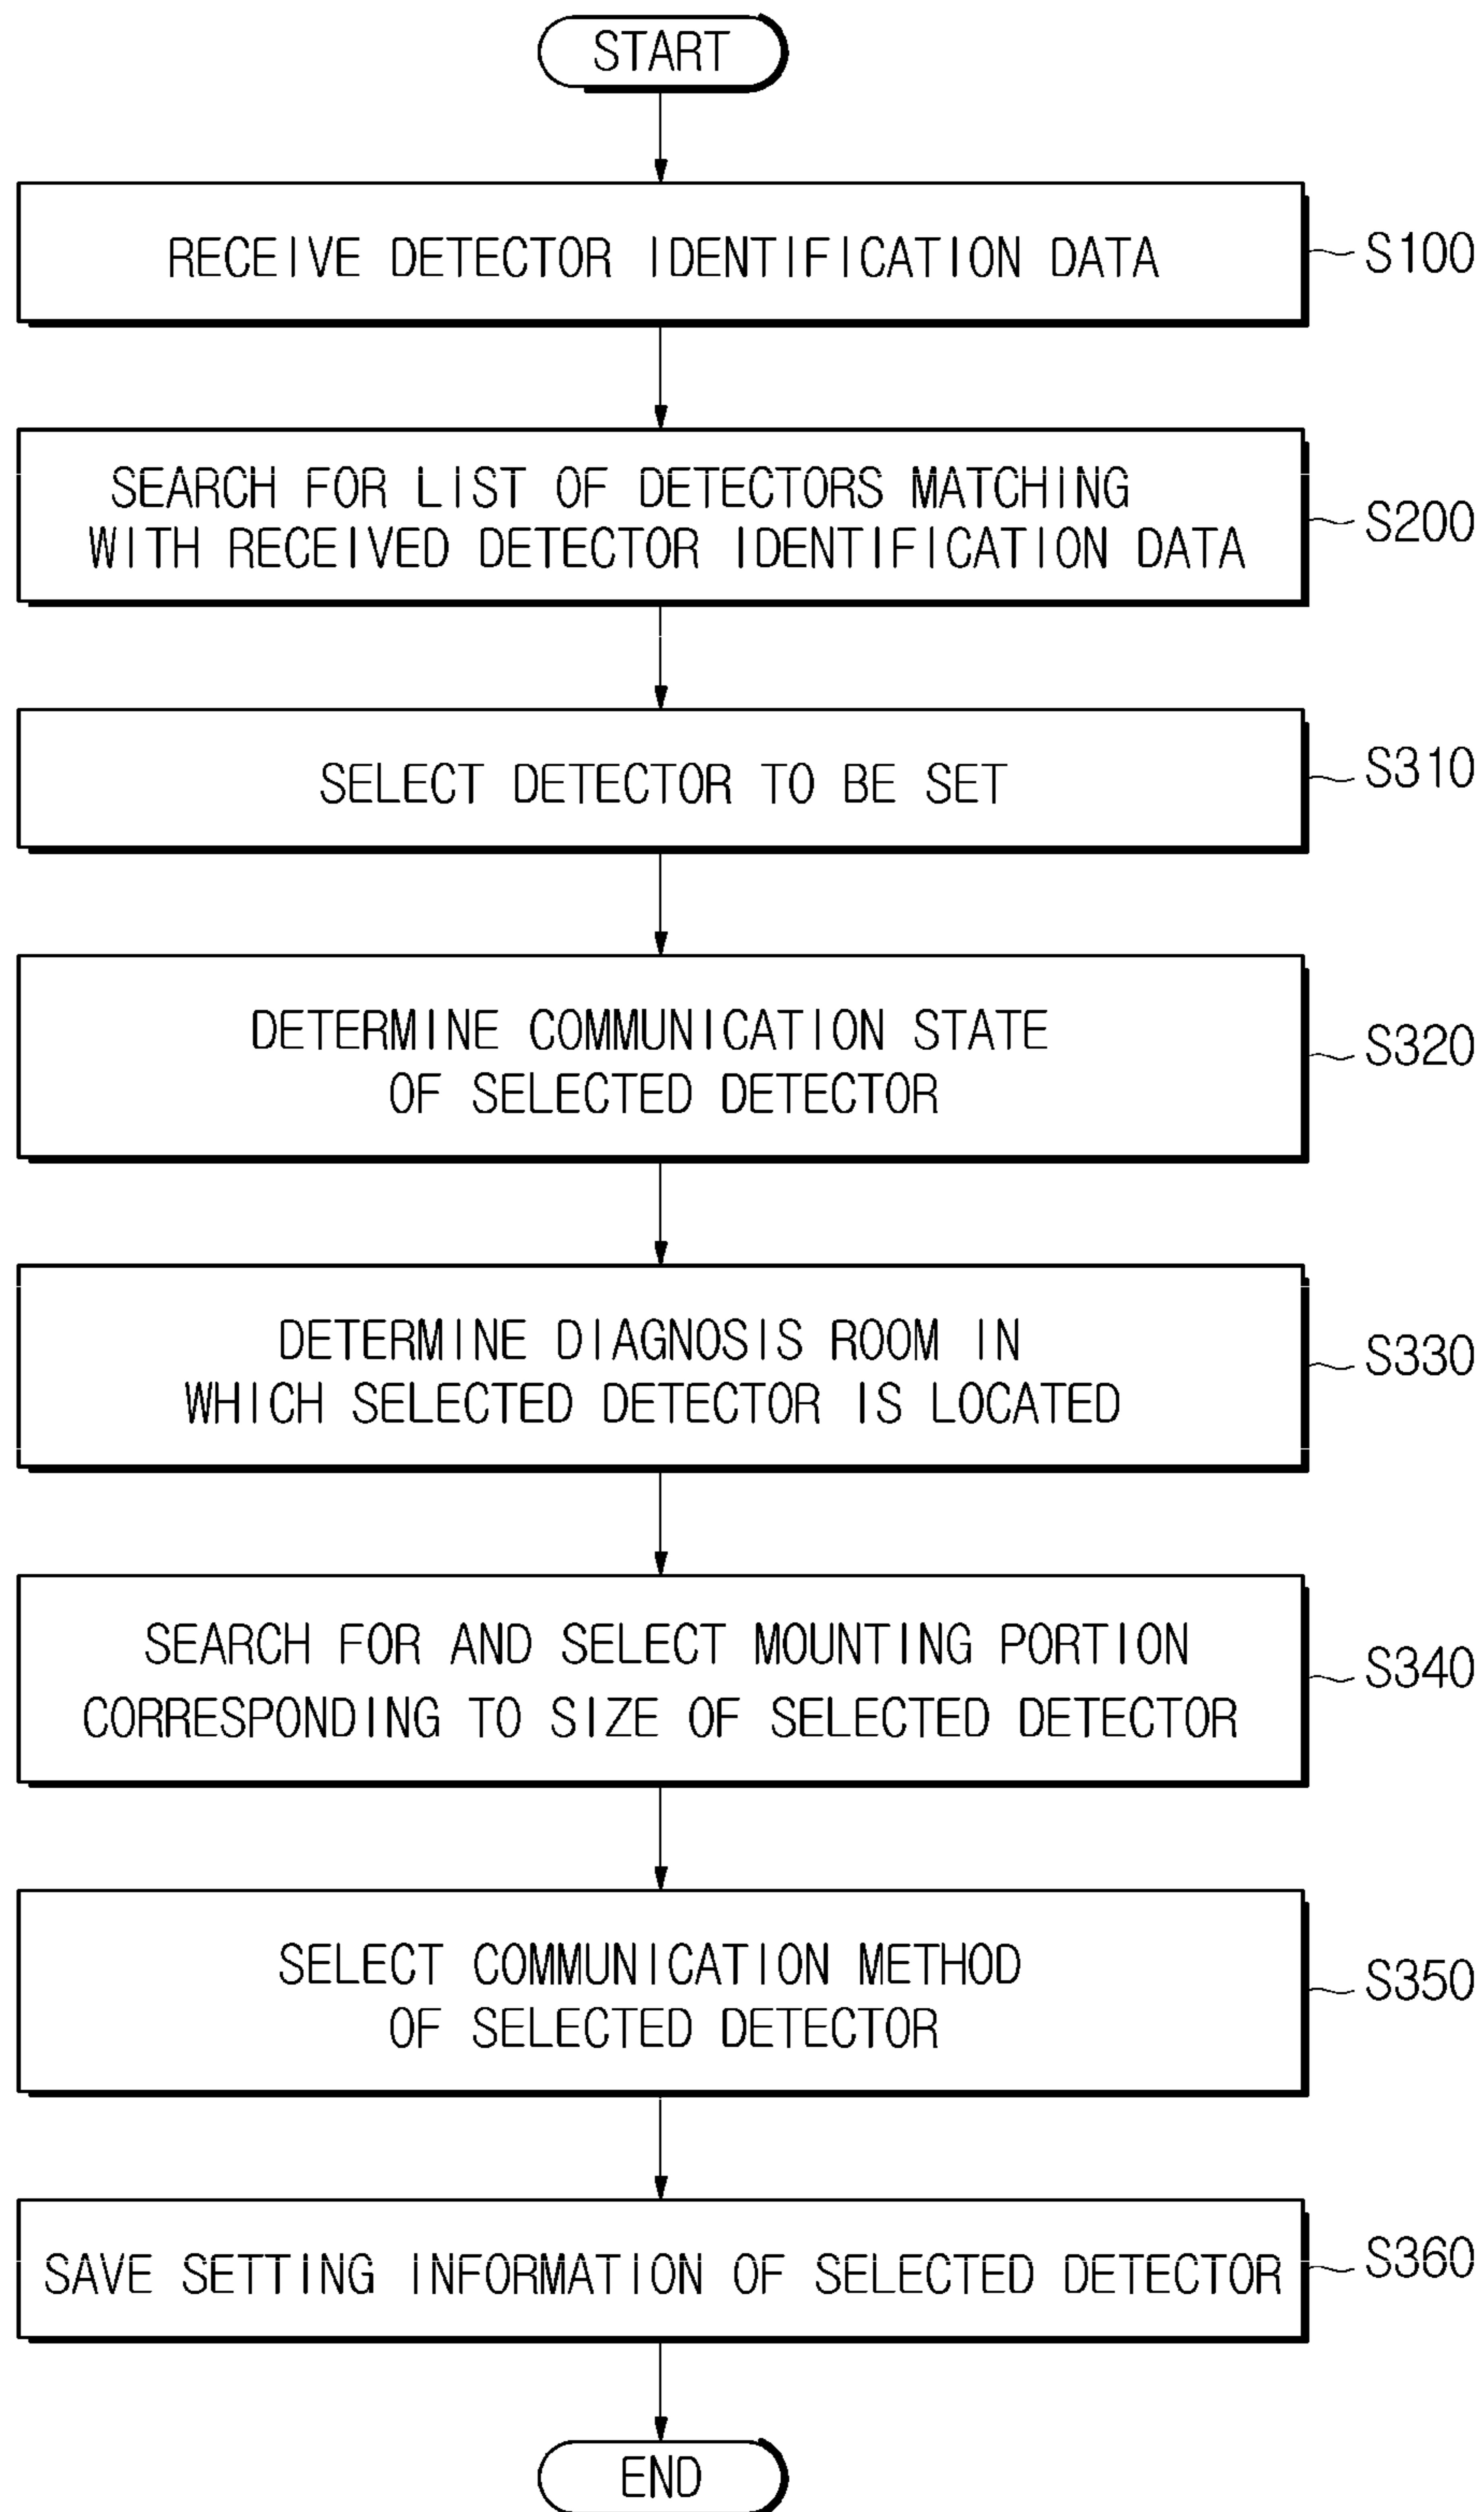 START
RECEIVE DETECTOR IDENTIFICATION DATA
S100
SEARCH FOR LIST OF DETECTORS MATCHING
WITH RECEIVED DETECTOR IDENTIFICATION DATA
S200
SELECT DETECTOR TO BE SET
S310
DETERMINE COMMUNICATION STATE
OF SELECTED DETECTOR
S320
DETERMINE DIAGNOSIS ROOM IN
WHICH SELECTED DETECTOR IS LOCATED
S330
SEARCH FOR AND SELECT MOUNTING PORTION
CORRESPONDING TO SIZE OF SELECTED DETECTOR
S340
SELECT COMMUNICATION METHOD
OF SELECTED DETECTOR
S350
SAVE SETTING INFORMATION OF SELECTED DETECTOR
S360
END